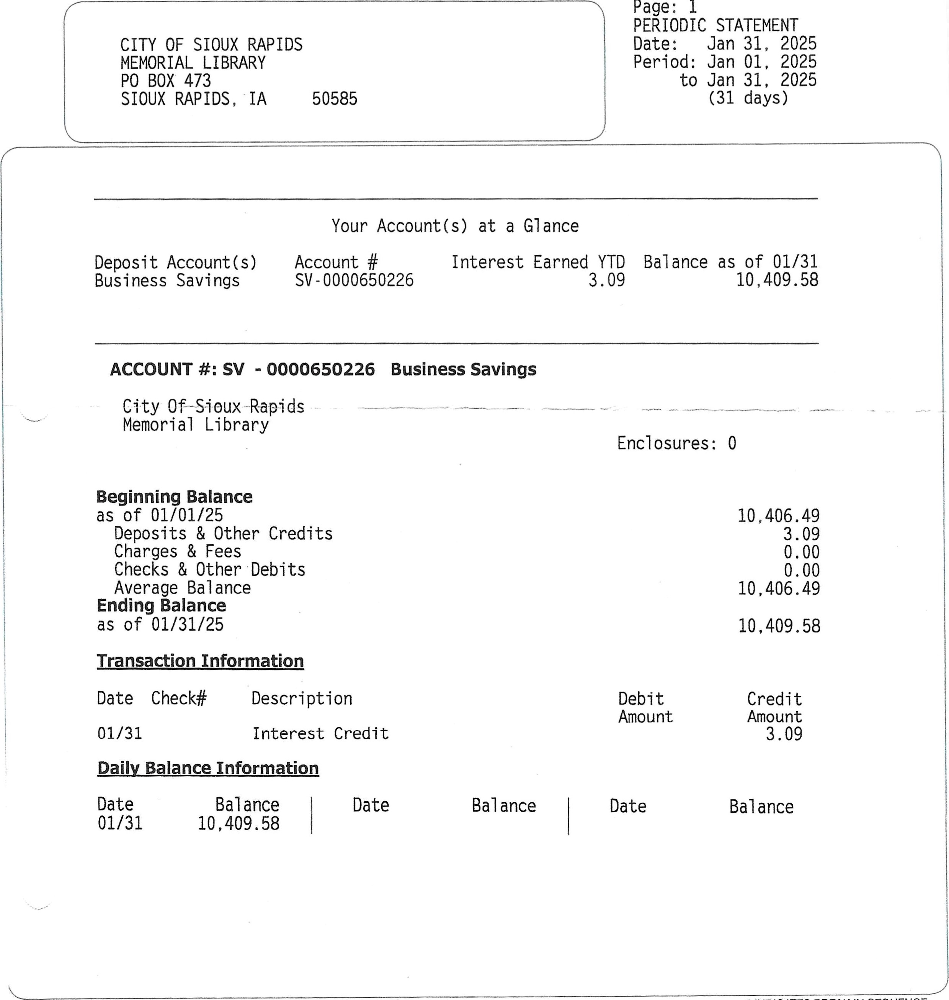 Page: 1
PERIODIC STATEMENT
Date: Jan 31, 2025
Period: Jan 01, 2025
to Jan 31, 2025
(31 days)
CITY OF SIOUX RAPIDS
MEMORIAL LIBRARY
PO BOX 473
SIOUX RAPIDS, IA 50585
Your Account(s) at a Glance
Deposit Account(s) Account # Interest Earned YTD Balance as of 01/31
Business Savings SV-0000650226 3.09 10,409.58
ACCOUNT #: SV - 0000650226 Business Savings
City Of Sioux Rapids
Memorial Library
Enclosures: 0
Beginning Balance
as of 01/01/25 10,406.49
Deposits & Other Credits 3.09
Charges & Fees 0.00
Checks & Other Debits 0.00
Average Balance 10,406.49
Ending Balance
as of 01/31/25 10,409.58
Transaction Information
Date Check# Description Debit Credit
Amount Amount
01/31 Interest Credit 3.09
Daily Balance Information
Date Balance Date Balance Date Balance
01/31 10,409.58